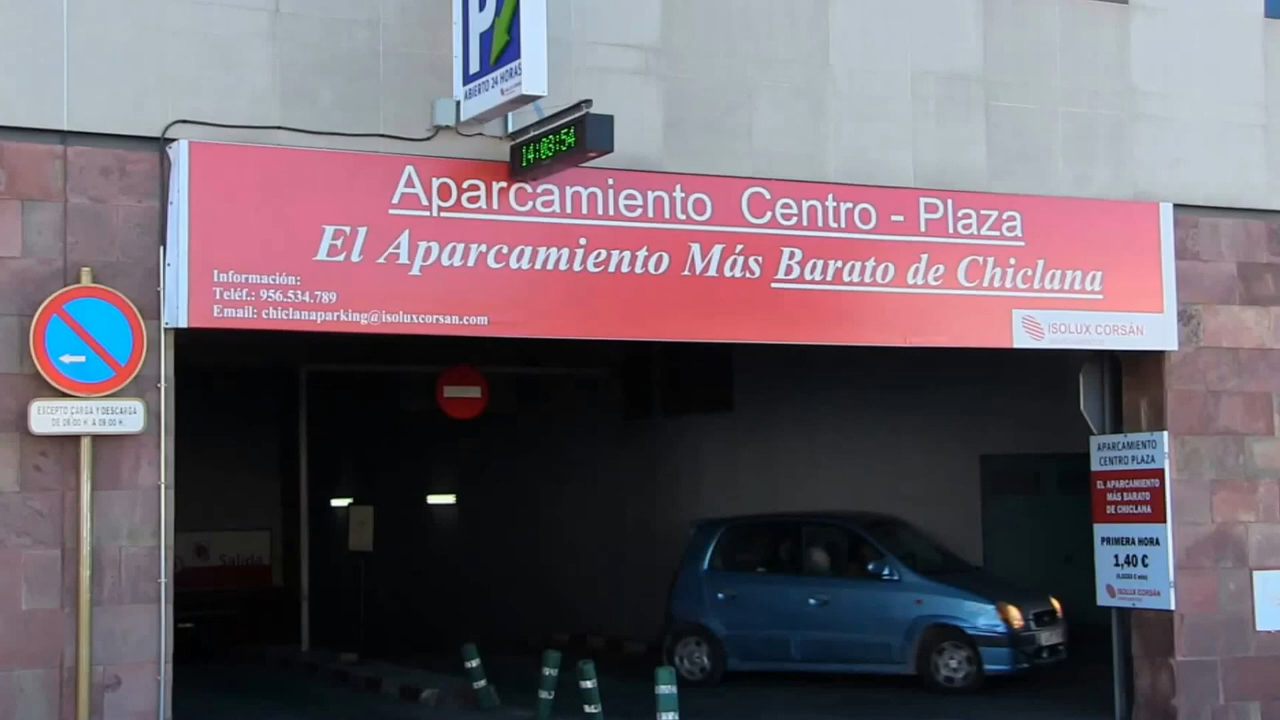 P
ABIERTO 24 HORAS
14:03:54
Aparcamiento Centro - Plaza
El Aparcamiento Más Barato de Chiclana
Información:
Teléf.: 956.534.789
Email: chiclanaparking@isoluxcorsan.com
ISOLUX CORSÁN
EXCEPTO CARGA Y DESCARGA
Salida
APARCAMIENTO
CENTRO PLAZA
EL APARCAMIENTO
MÁS BARATO
DE CHICLANA
PRIMERA HORA
1,40 €
ISOLUX CORSÁN